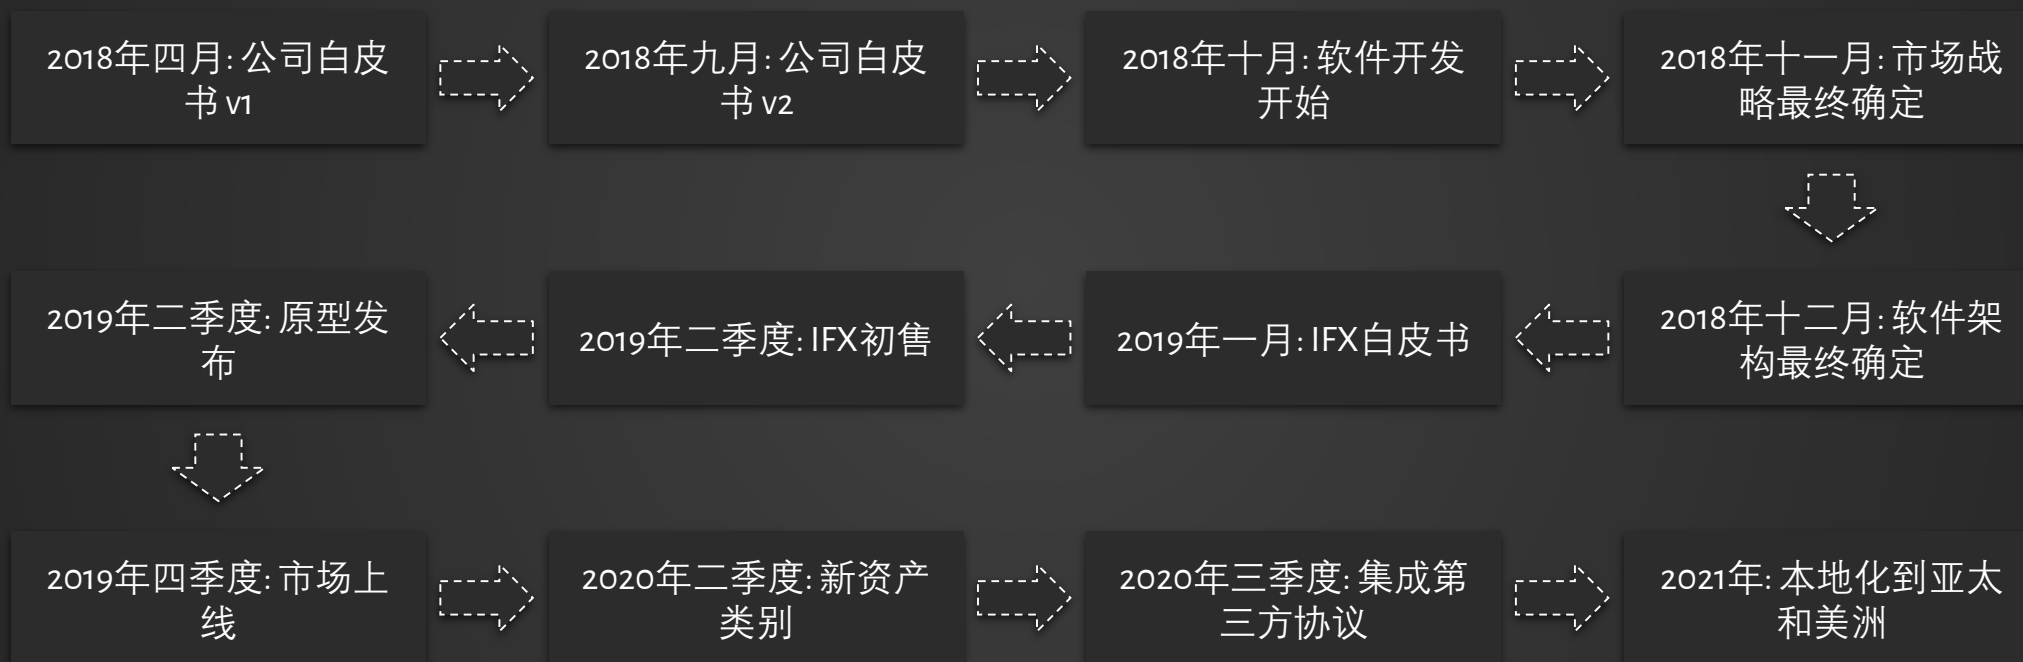 2018年四月: 公司白皮
书 v1
2018年九月: 公司白皮
书 v2
2018年十月: 软件开发
开始
2018年十一月: 市场战
略最终确定
2018年十二月: 软件架
构最终确定
2019年一月: IFX白皮书
2019年二季度: IFX初售
2019年二季度: 原型发
布
2019年四季度: 市场上
线
2020年二季度: 新资产
类别
2020年三季度: 集成第
三方协议
2021年: 本地化到亚太
和美洲